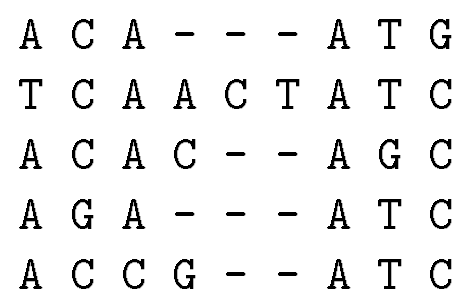 A C A - - - A T G
T C A A C T A T C
A C A C - - A G C
A G A - - - A T C
A C C G - - A T C